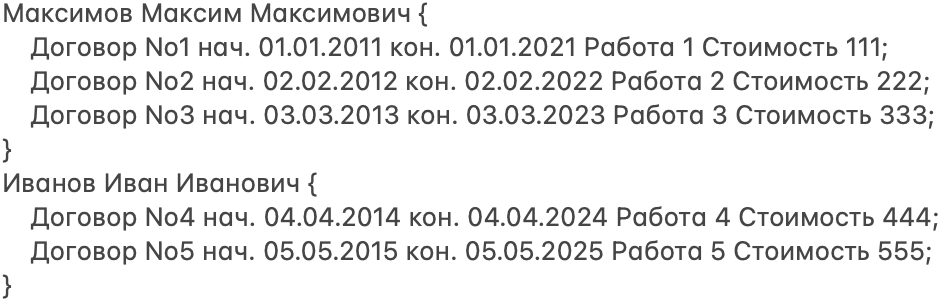 Максимов Максим Максимович {
Договор No1 нач. 01.01.2011 кон. 01.01.2021 Работа 1 Стоимость 111;
Договор No2 нач. 02.02.2012 кон. 02.02.2022 Работа 2 Стоимость 222;
Договор No3 нач. 03.03.2013 кон. 03.03.2023 Работа 3 Стоимость 333;
}
Иванов Иван Иванович {
Договор No4 нач. 04.04.2014 кон. 04.04.2024 Работа 4 Стоимость 444;
Договор No5 нач. 05.05.2015 кон. 05.05.2025 Работа 5 Стоимость 555;
}